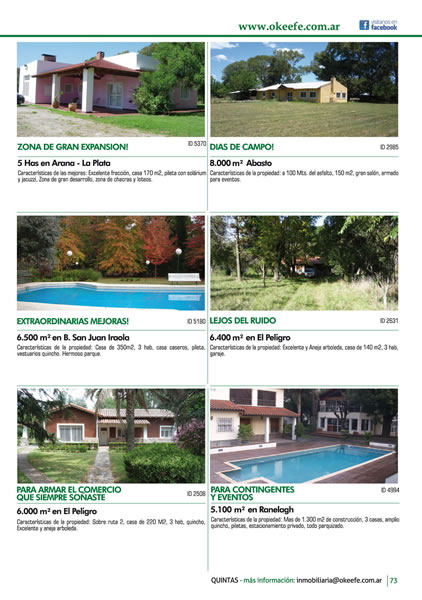 www.okeefe.com.ar
visitanos en
facebook
ZONA DE GRAN EXPANSION!
ID 5370
5 Has en Arana - La Plata
Características de las mejores: Excelente fracción, casa 170 m2, pileta con solárium
y jacuzzi, Zona de gran desarrollo, zona de chacras y loteos.
DIAS DE CAMPO!
ID 2985
8.000 m² Abasto
Características de la propiedad: a 100 Mts. del asfalto, 150 m2, gran salón, armado
para eventos.
EXTRAORDINARIAS MEJORAS!
ID 5180
6.500 m² en B. San Juan Iraola
Características de la propiedad: Casa de 350m2, 3 hab, casa caseros, pileta,
vestuarios quincho. Hermoso parque.
LEJOS DEL RUIDO
ID 2631
6.400 m² en El Peligro
Características de la propiedad: Excelente y Aneja arboleda, casa de 140 m2, 3 hab,
garaje.
PARA ARMAR EL COMERCIO
QUE SIEMPRE SONASTE
ID 2508
6.000 m² en El Peligro
Características de la propiedad: Sobre ruta 2, casa de 220 M2, 3 hab, quincho,
Excelente y aneja arboleda.
PARA CONTINGENTES
Y EVENTOS
ID 4994
5.100 m² en Ranelagh
Características de la propiedad: Mas de 1.300 m2 de construcción, 3 casas, amplio
quincho, piletas, estacionamiento privado, todo parquizado.
QUINTAS - más información: inmobiliaria@okeefe.com.ar
73